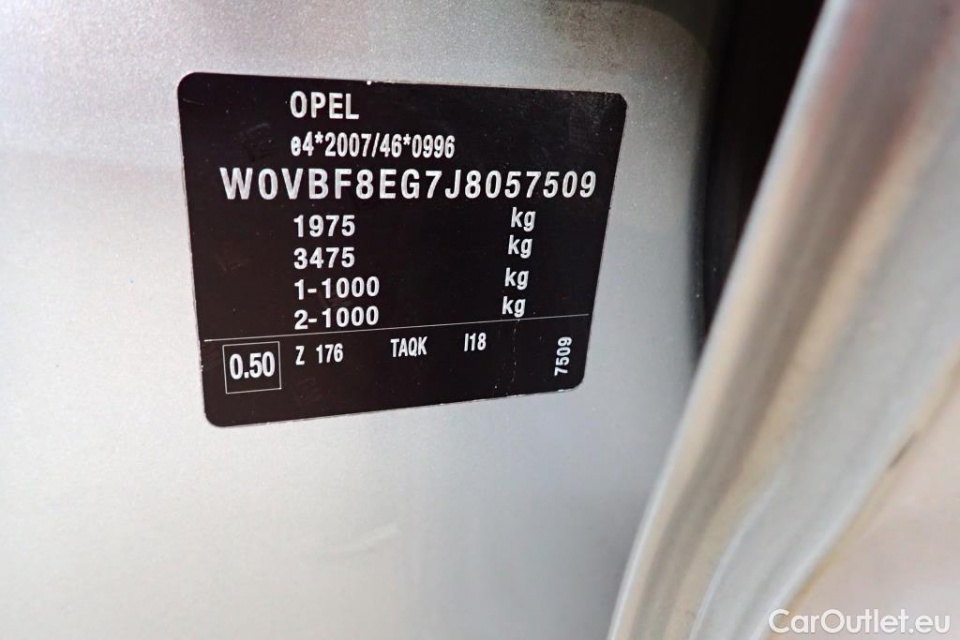 OPEL
e4*2007/46*0996
W0VBF8EG7J8057509
1975 kg
3475 kg
1-1000 kg
2-1000 kg
0.50 Z 176 TAQK I18 7509
CarOutlet.eu